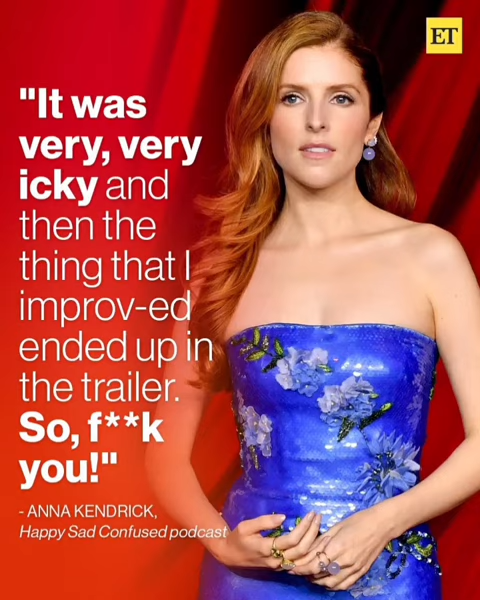 ET
"It was
very, very
icky and
then the
thing that I
improv-ed
ended up in
the trailer.
So, f**k
you!"
- ANNA KENDRICK,
Happy Sad Confused podcast